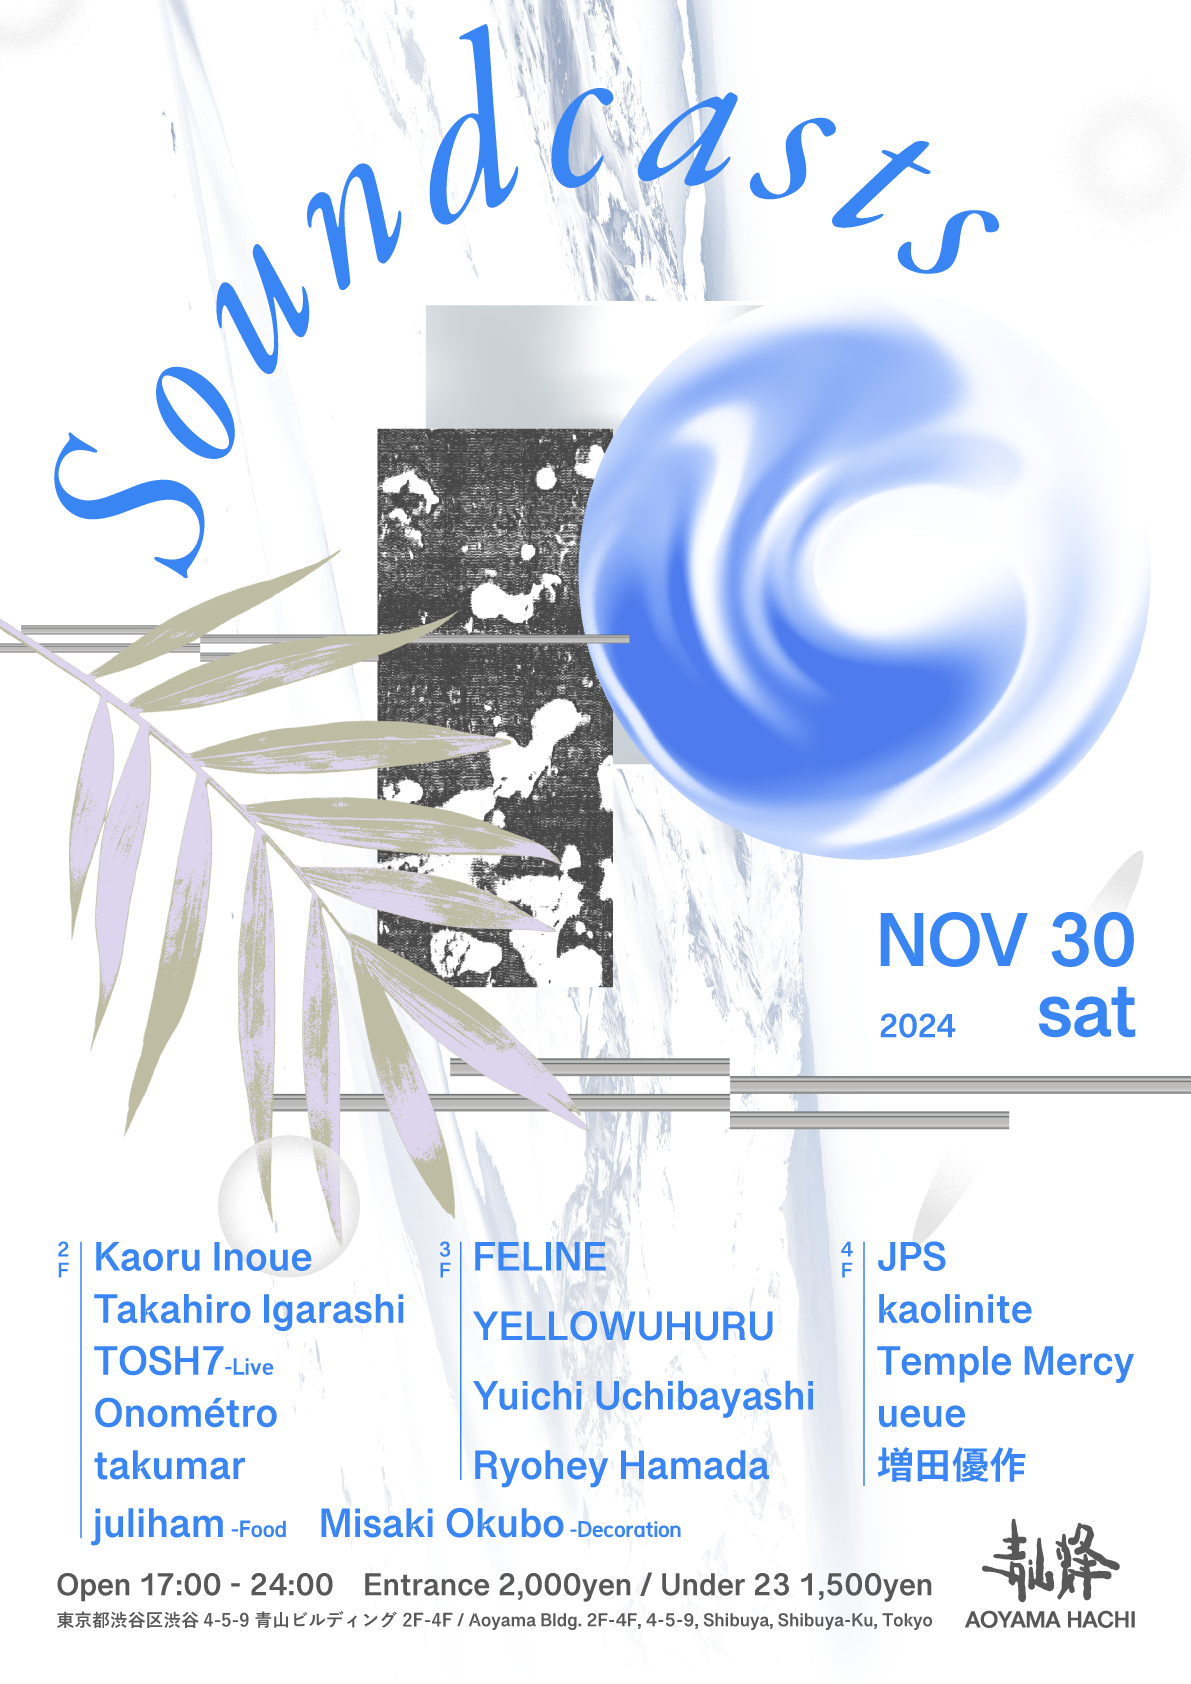 Soundcasts
NOV 30
2024 sat
2F
Kaoru Inoue
Takahiro Igarashi
TOSH7 -Live
Onométro
takumar
juliham -Food Misaki Okubo -Decoration
3F
FELINE
YELLOWUHURU
Yuichi Uchibayashi
Ryohey Hamada
4F
JPS
kaolinite
Temple Mercy
ueue
増田優作
Open 17:00 - 24:00 Entrance 2,000yen / Under 23 1,500yen
東京都渋谷区渋谷 4-5-9 青山ビルディング 2F-4F / Aoyama Bldg. 2F-4F, 4-5-9, Shibuya, Shibuya-Ku, Tokyo
AOYAMA HACHI